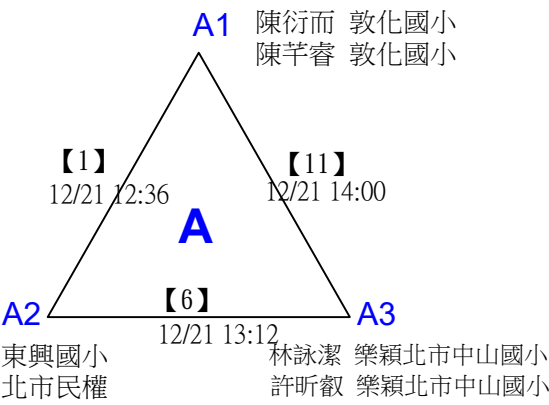 A1 陳衍而 敦化國小
陳芊睿 敦化國小
【1】
12/21 12:36
【11】
12/21 14:00
A
【6】
12/21 13:12
A2
東興國小
北市民權
A3
林詠潔 樂穎北市中山國小
許昕叡 樂穎北市中山國小